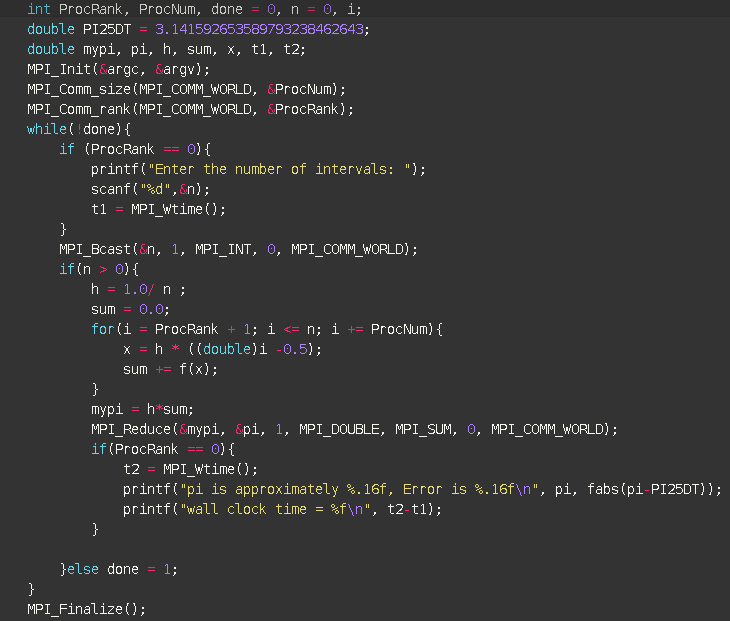 int ProcRank, ProcNum, done = 0, n = 0, i;
double PI25DT = 3.141592653589793238462643;
double mypi, pi, h, sum, x, t1, t2;
MPI_Init(&argc, &argv);
MPI_Comm_size(MPI_COMM_WORLD, &ProcNum);
MPI_Comm_rank(MPI_COMM_WORLD, &ProcRank);
while(!done){
    if (ProcRank == 0){
        printf("Enter the number of intervals: ");
        scanf("%d",&n);
        t1 = MPI_Wtime();
    }
    MPI_Bcast(&n, 1, MPI_INT, 0, MPI_COMM_WORLD);
    if(n > 0){
        h = 1.0/ n ;
        sum = 0.0;
        for(i = ProcRank + 1; i <= n; i += ProcNum){
            x = h * ((double)i -0.5);
            sum += f(x);
        }
        mypi = h*sum;
        MPI_Reduce(&mypi, &pi, 1, MPI_DOUBLE, MPI_SUM, 0, MPI_COMM_WORLD);
        if(ProcRank == 0){
            t2 = MPI_Wtime();
            printf("pi is approximately %.16f, Error is %.16f\n", pi, fabs(pi-PI25DT));
            printf("wall clock time = %f\n", t2-t1);
        }

    }else done = 1;
}
MPI_Finalize();